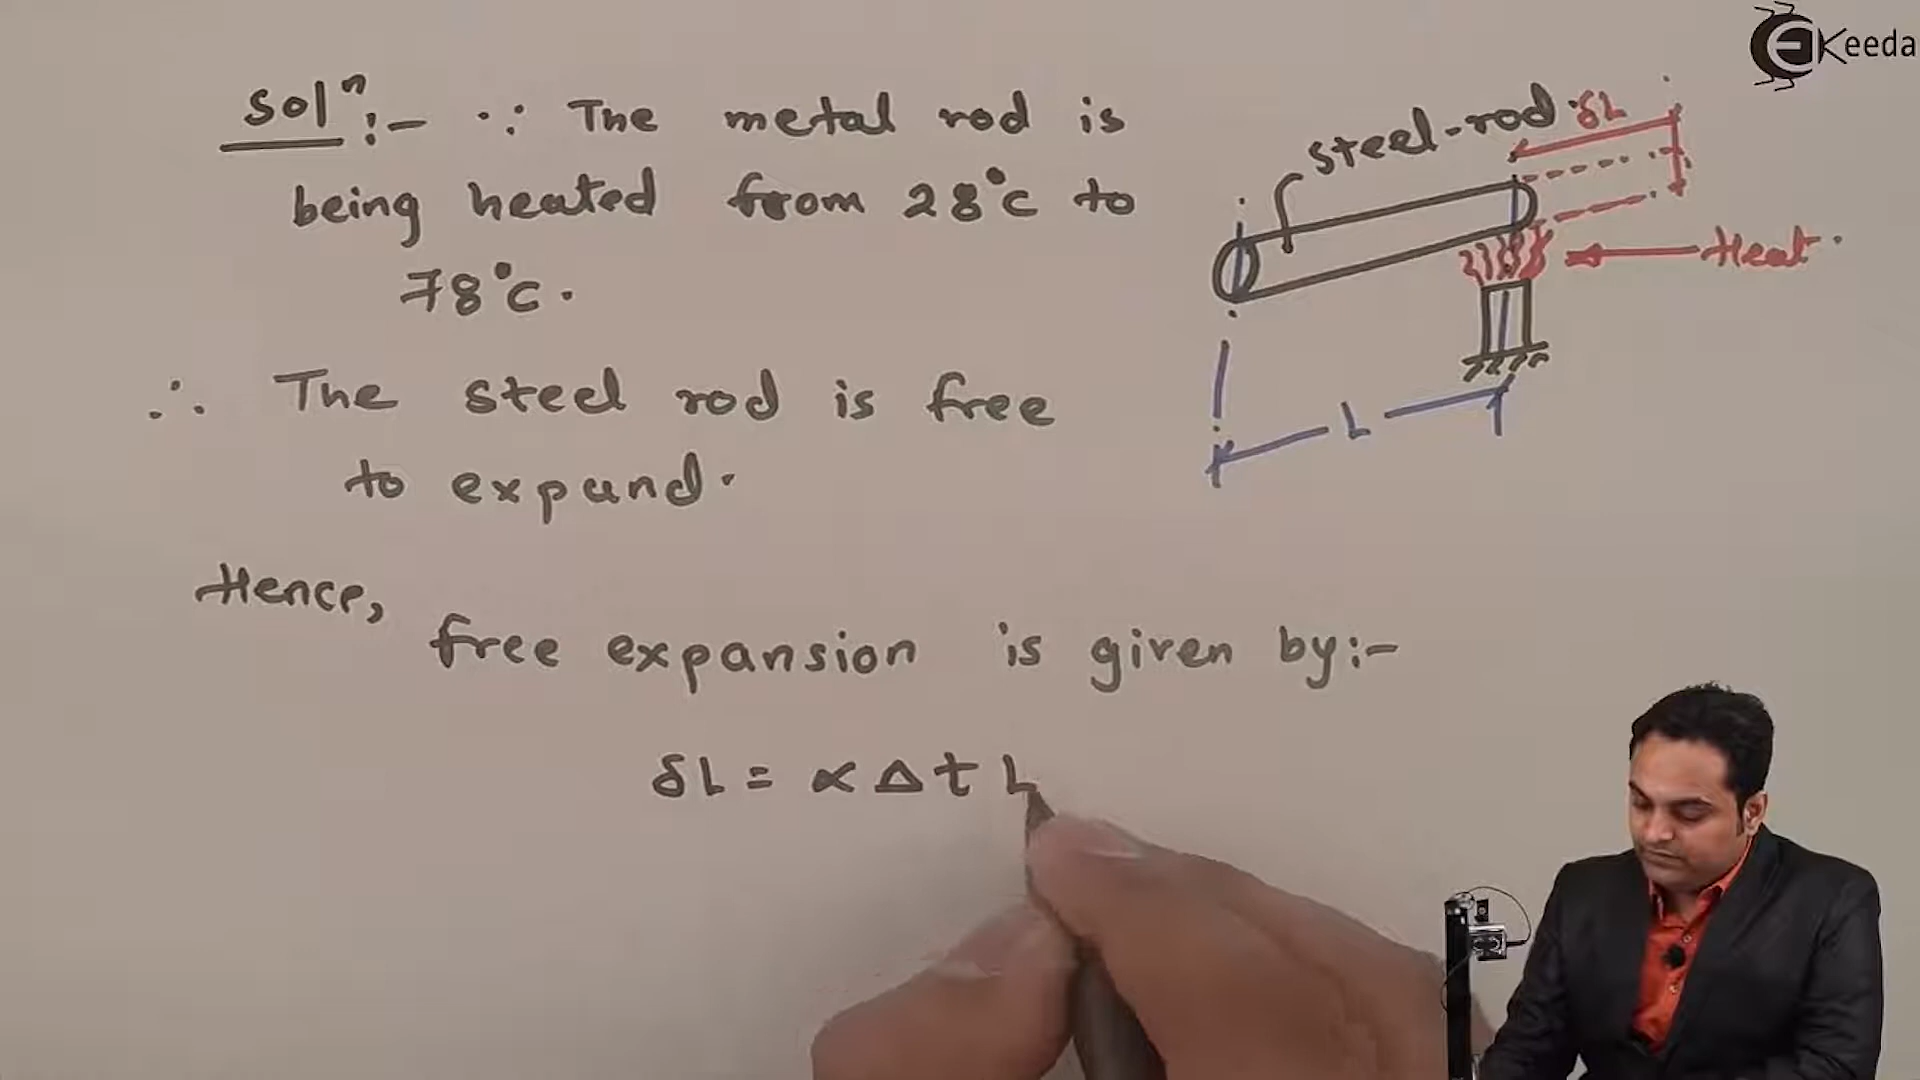 Ekeeda
Solⁿ:- ∵ The metal rod is
being heated from 28°c to
78°c.
∴ The steel rod is free
to expand.
Hence,
free expansion is given by:-
δL = α Δ t L
steel-rod.
δL
Heat.
L